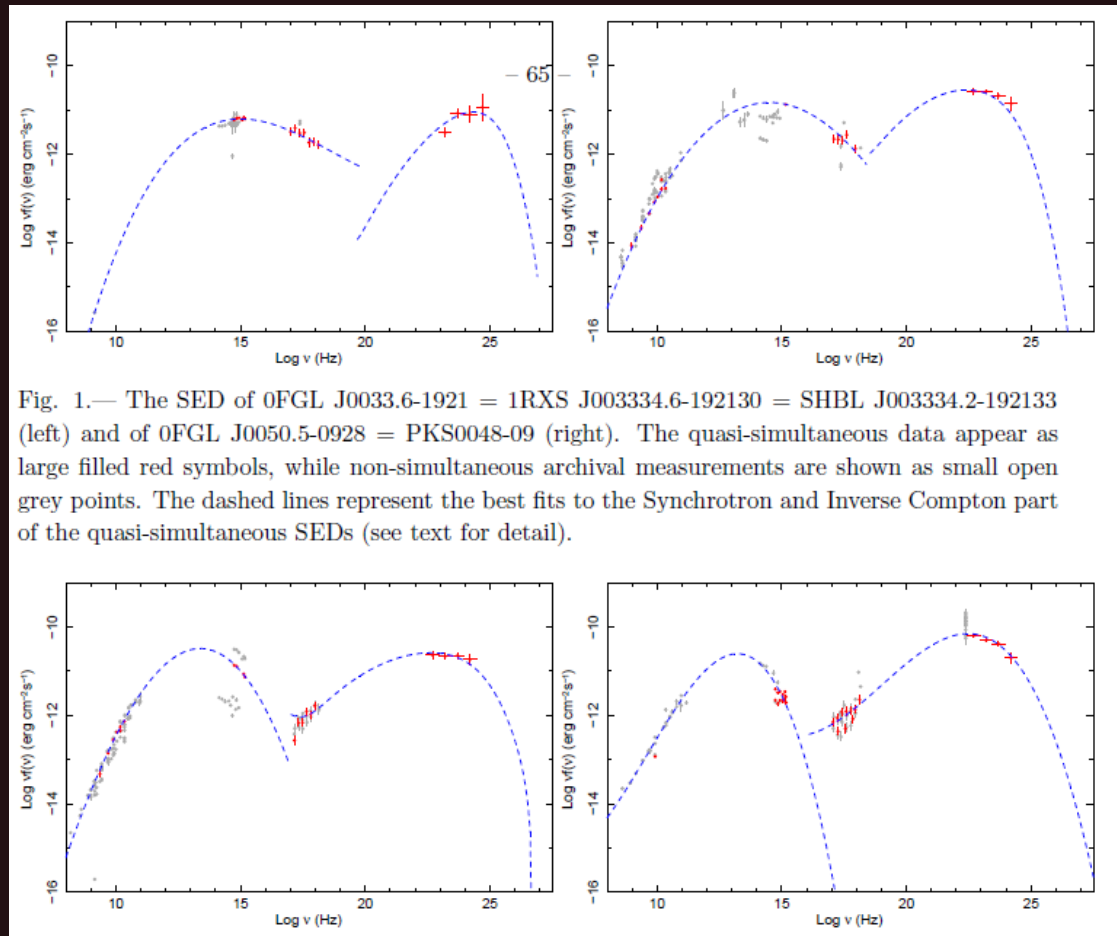 – 65 –
Log νf(ν) (erg cm⁻²s⁻¹)
-10
-12
-14
-16
10
15
20
25
Log ν (Hz)
Log νf(ν) (erg cm⁻²s⁻¹)
-10
-12
-14
-16
10
15
20
25
Log ν (Hz)
Fig. 1.— The SED of 0FGL J0033.6-1921 = 1RXS J003334.6-192130 = SHBL J003334.2-192133
(left) and of 0FGL J0050.5-0928 = PKS0048-09 (right). The quasi-simultaneous data appear as
large filled red symbols, while non-simultaneous archival measurements are shown as small open
grey points. The dashed lines represent the best fits to the Synchrotron and Inverse Compton part
of the quasi-simultaneous SEDs (see text for detail).
Log νf(ν) (erg cm⁻²s⁻¹)
-10
-12
-14
-16
10
15
20
25
Log ν (Hz)
Log νf(ν) (erg cm⁻²s⁻¹)
-10
-12
-14
-16
10
15
20
25
Log ν (Hz)